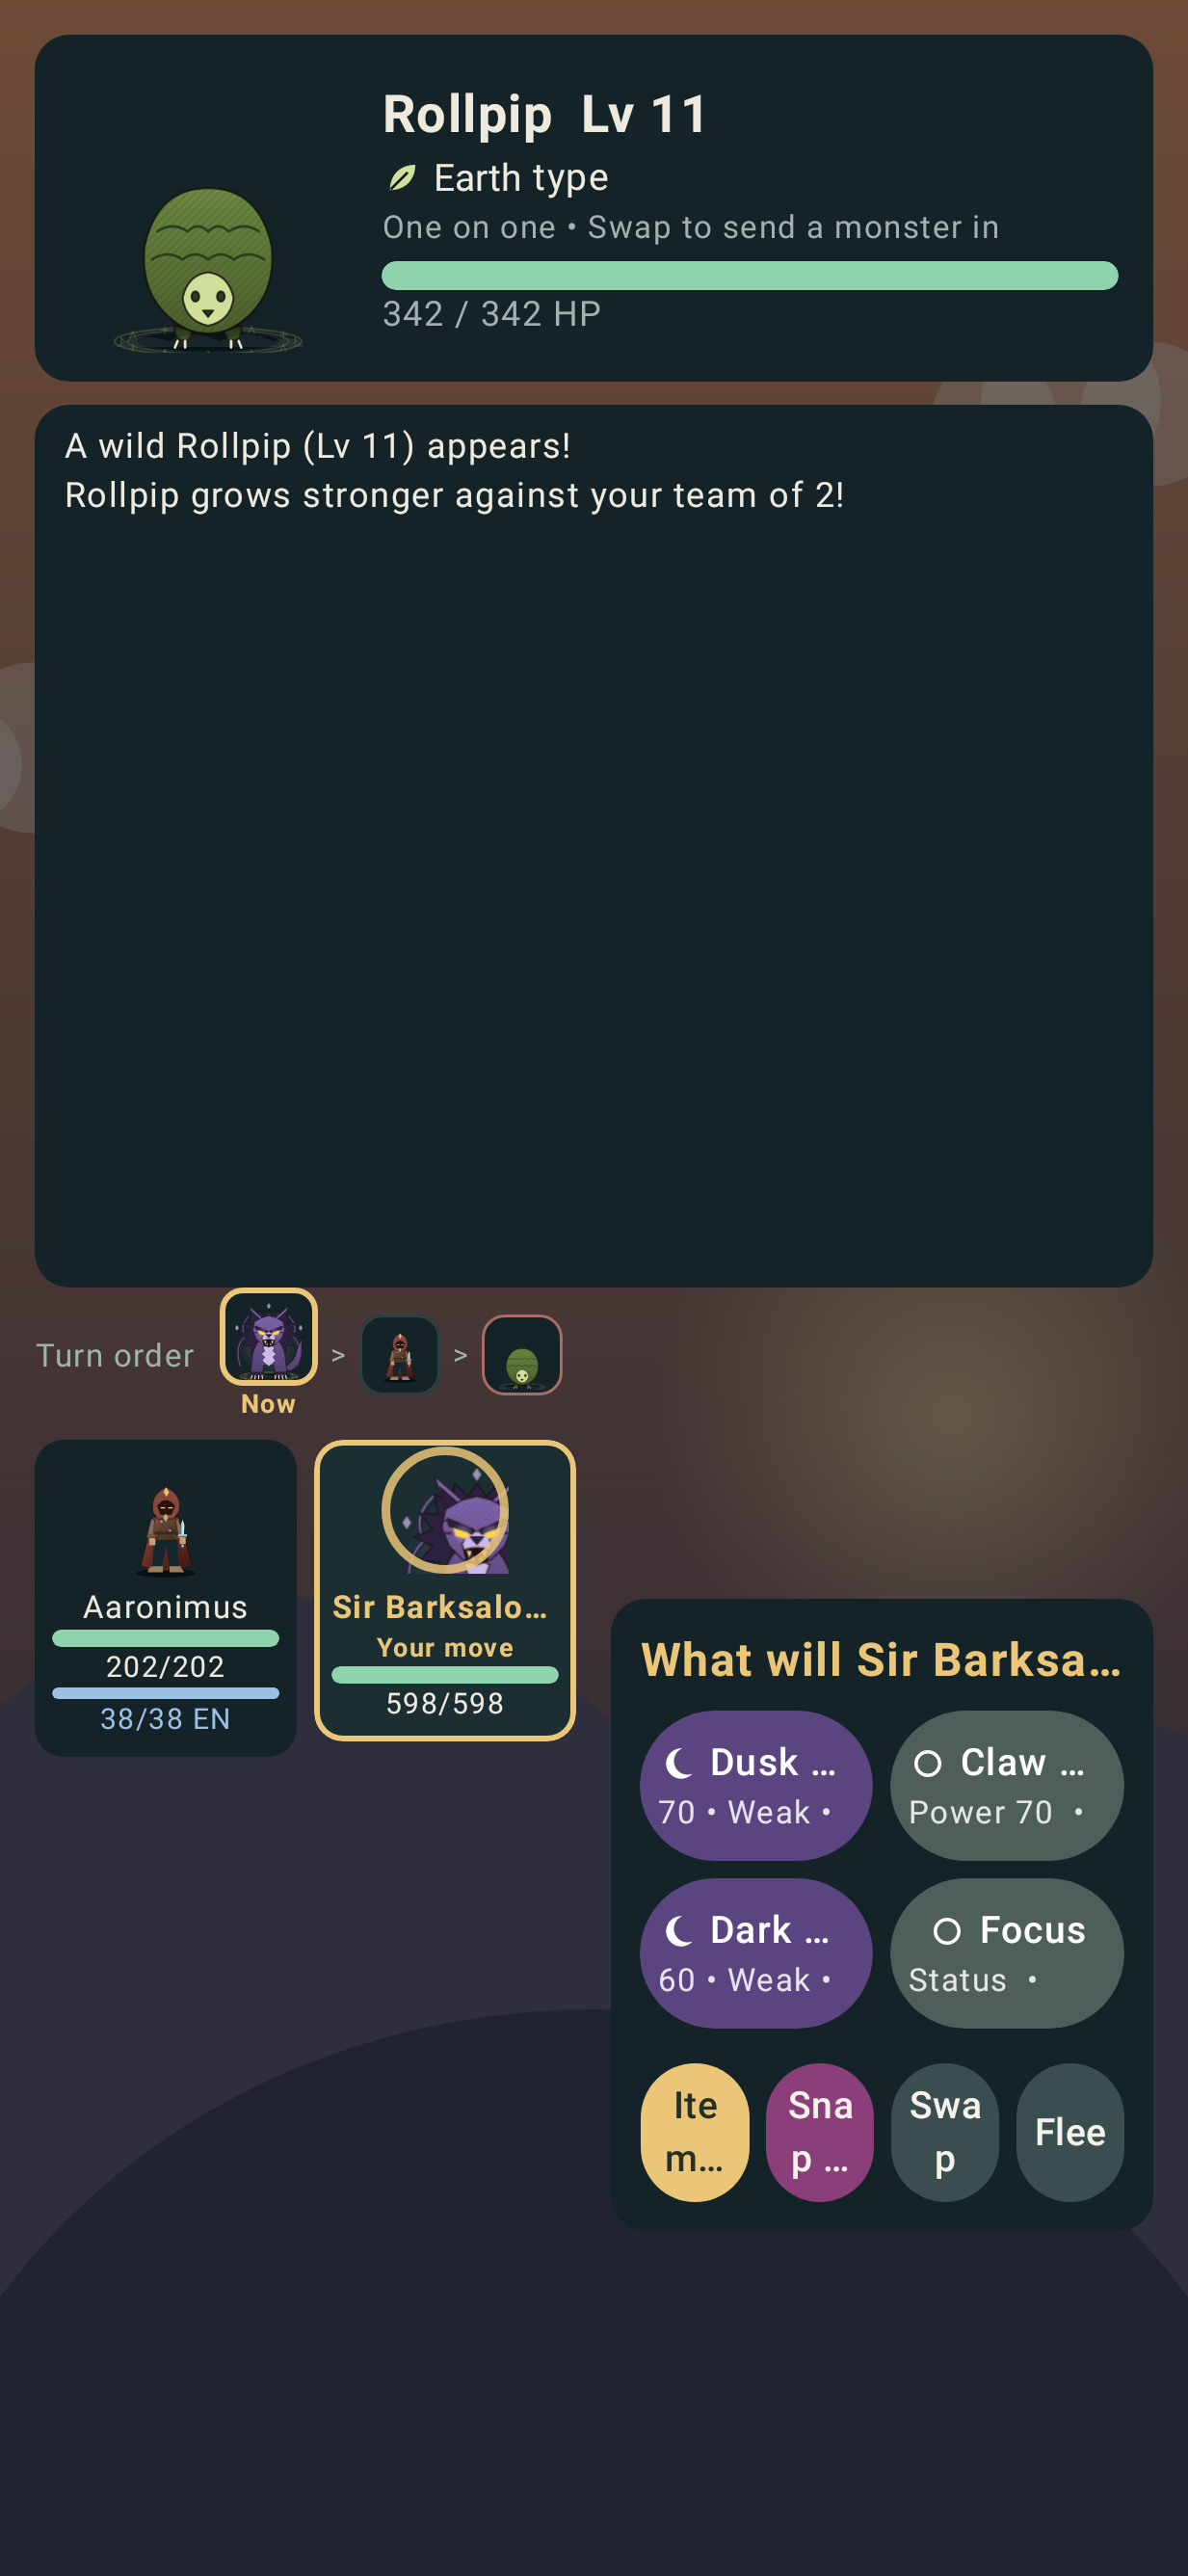 Rollpip Lv 11
Earth type
One on one • Swap to send a monster in
342 / 342 HP
A wild Rollpip (Lv 11) appears!
Rollpip grows stronger against your team of 2!
Turn order
>
>
Now
Aaronimus
202/202
38/38 EN
Sir Barksalo…
Your move
598/598
What will Sir Barksa…
Dusk …
70 • Weak •
Claw …
Power 70 •
Dark …
60 • Weak •
Focus
Status •
Ite
m…
Sna
p …
Swa
p
Flee